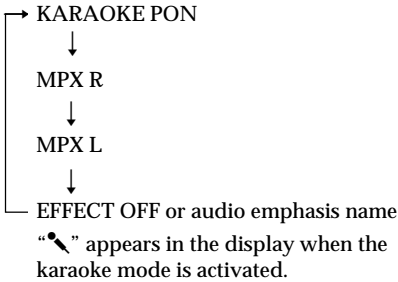 KARAOKE PON
MPX R
MPX L
EFFECT OFF or audio emphasis name
“🎤” appears in the display when the
karaoke mode is activated.